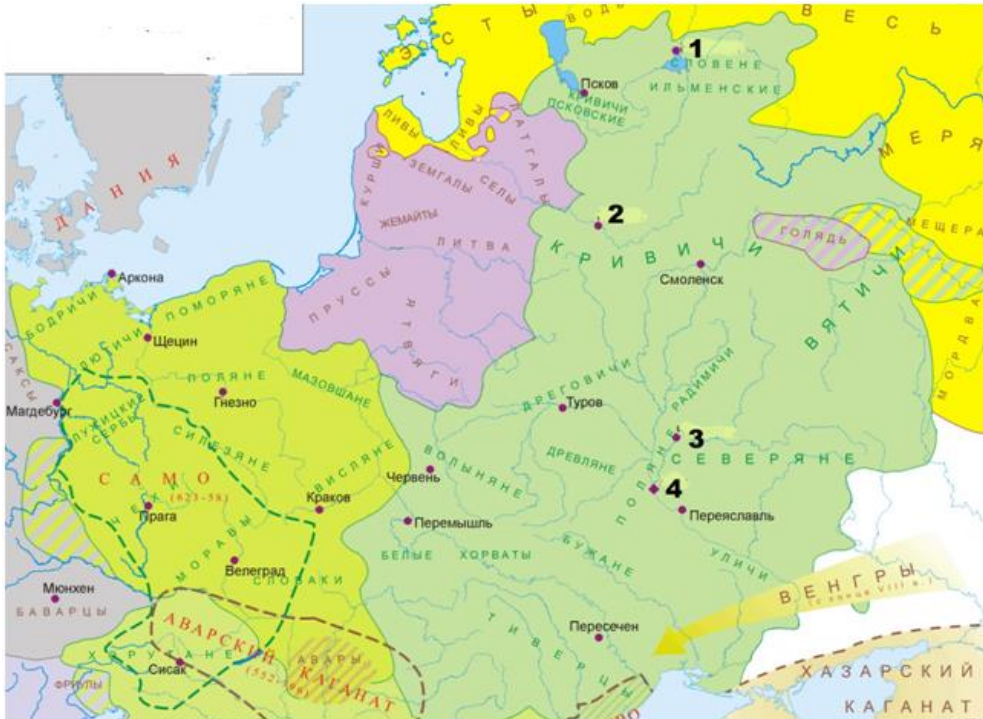 ЭСТЫ
ВОДЬ
ВЕСЬ
1
СЛОВЕНЕ
ИЛЬМЕНСКИЕ
Псков
КРИВИЧИ
ПСКОВСКИЕ
ЛИВЫ
ЛИВЫ
ЛАТГАЛЫ
МЕРЯ
КУРШИ
ЗЕМГАЛЫ
СЕЛЫ
ДАНИЯ
ЖЕМАЙТЫ
ЛИТВА
2
КРИВИЧИ
ГОЛЯДЬ
МЕЩЕРА
Смоленск
ВЯТИЧИ
МОРДВА
Аркона
ПРУССЫ
ЯТВЯГИ
БОДРИЧИ
ПОМОРЯНЕ
ЛЮТИЧИ
Щецин
САКСЫ
ПОЛЯНЕ
МАЗОВШАНЕ
Гнезно
Магдебург
ДРЕГОВИЧИ
РАДИМИЧИ
Туров
ЛУЖИЦКИЕ
СЕРБЫ
СИЛЕЗЯНЕ
3
СЕВЕРЯНЕ
ПОЛЯНЕ
ДРЕВЛЯНЕ
ВОЛЫНЯНЕ
Червень
ВИСЛЯНЕ
САМО
(623-58)
ЧЕХИ
Прага
Краков
4
Переяславль
Перемышль
БЕЛЫЕ ХОРВАТЫ
БУЖАНЕ
УЛИЧИ
МОРАВЫ
Велеград
СЛОВАКИ
Мюнхен
БАВАРЦЫ
ВЕНГРЫ
(с конца VIII в.)
АВАРСКИЙ КАГАНАТ
АВАРЫ
ХОРУТАНЕ
Сисак
ФРИУЛЫ
ТИВЕРЦЫ
Пересечен
ХАЗАРСКИЙ
КАГАНАТ